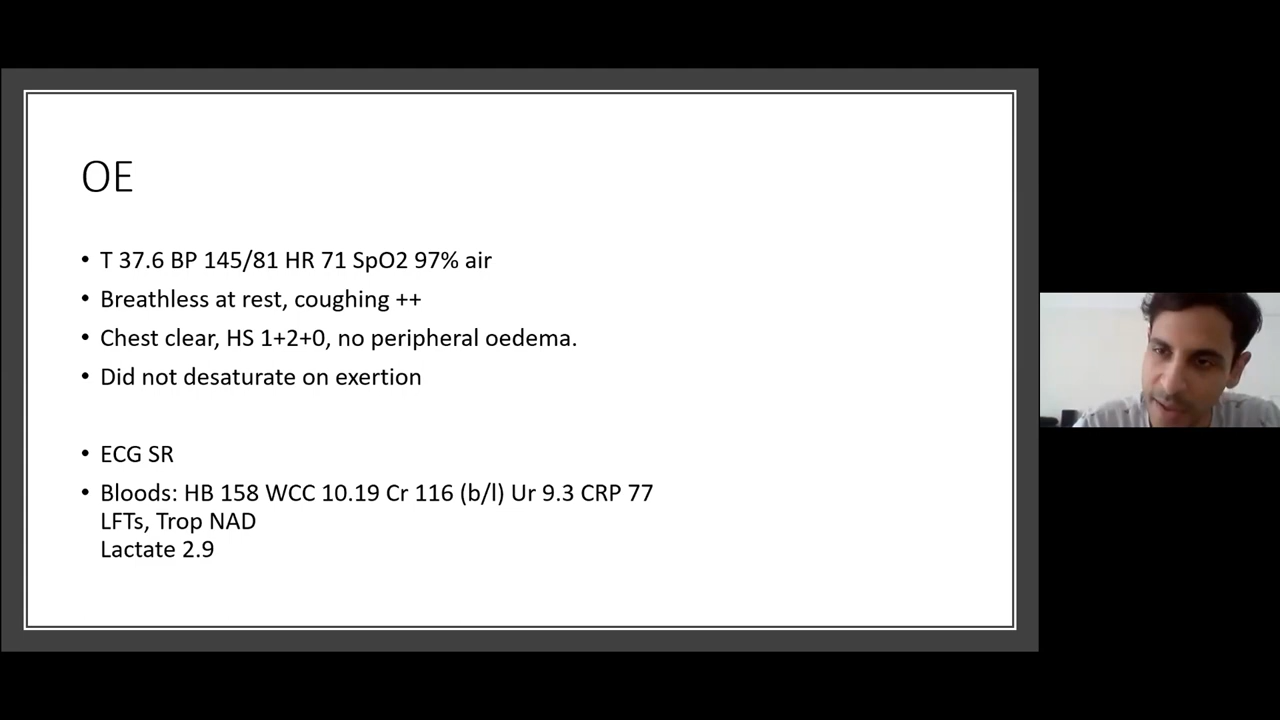 OE
• T 37.6 BP 145/81 HR 71 SpO2 97% air
• Breathless at rest, coughing ++
• Chest clear, HS 1+2+0, no peripheral oedema.
• Did not desaturate on exertion
• ECG SR
• Bloods: HB 158 WCC 10.19 Cr 116 (b/l) Ur 9.3 CRP 77
LFTs, Trop NAD
Lactate 2.9